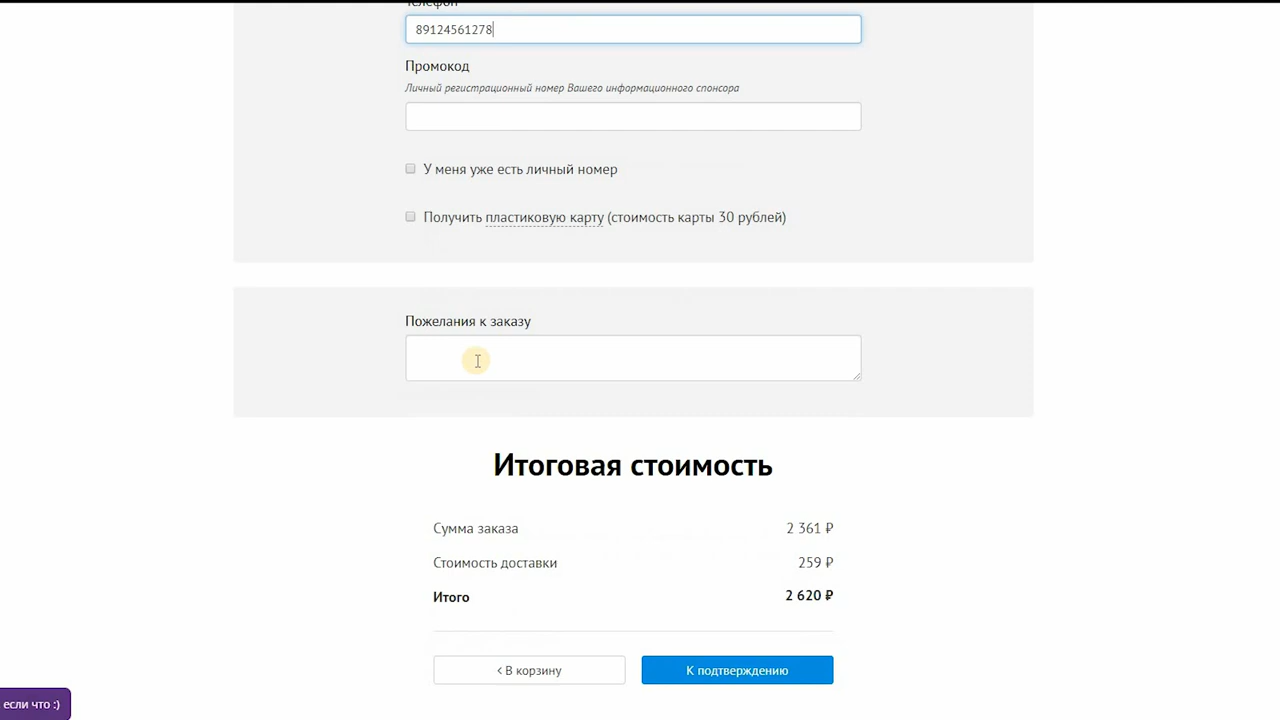 Телефон
89124561278
Промокод
Личный регистрационный номер Вашего информационного спонсора
У меня уже есть личный номер
Получить пластиковую карту (стоимость карты 30 рублей)
Пожелания к заказу
Итоговая стоимость
Сумма заказа 2 361 ₽
Стоимость доставки 259 ₽
Итого 2 620 ₽
< В корзину К подтверждению
если что :)